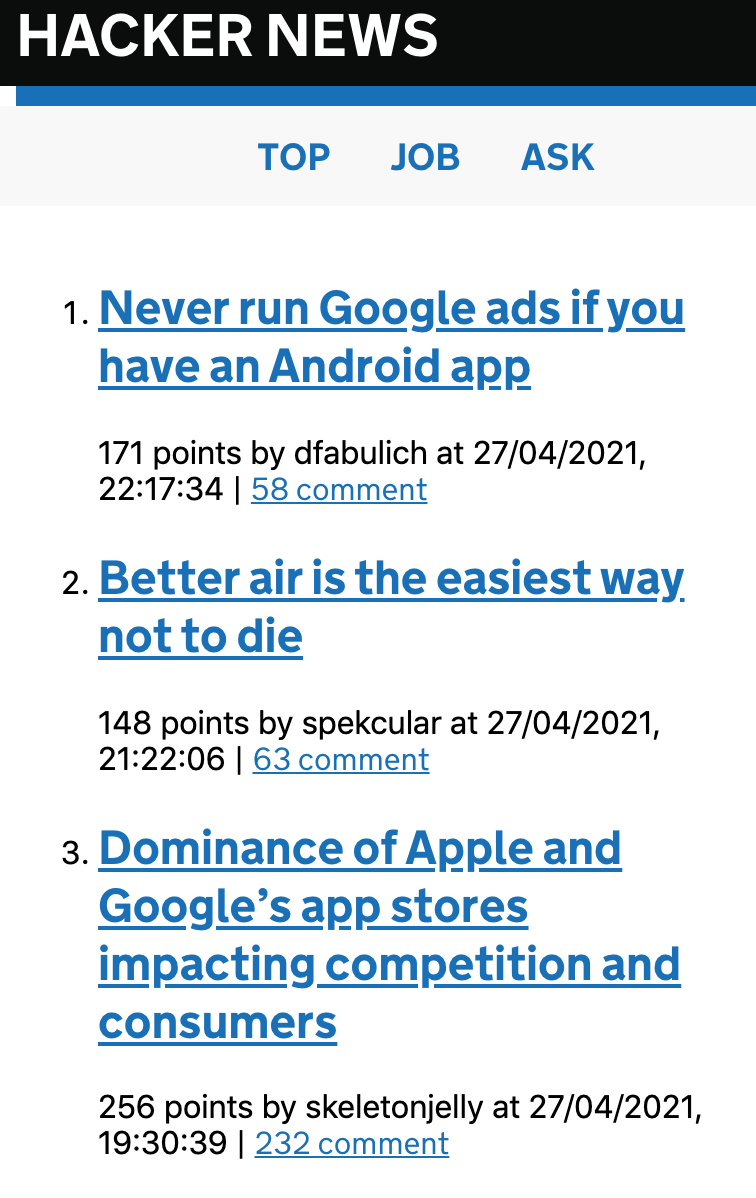 HACKER NEWS
TOP JOB ASK
1. Never run Google ads if you
have an Android app
171 points by dfabulich at 27/04/2021,
22:17:34 | 58 comment
2. Better air is the easiest way
not to die
148 points by spekcular at 27/04/2021,
21:22:06 | 63 comment
3. Dominance of Apple and
Google’s app stores
impacting competition and
consumers
256 points by skeletonjelly at 27/04/2021,
19:30:39 | 232 comment